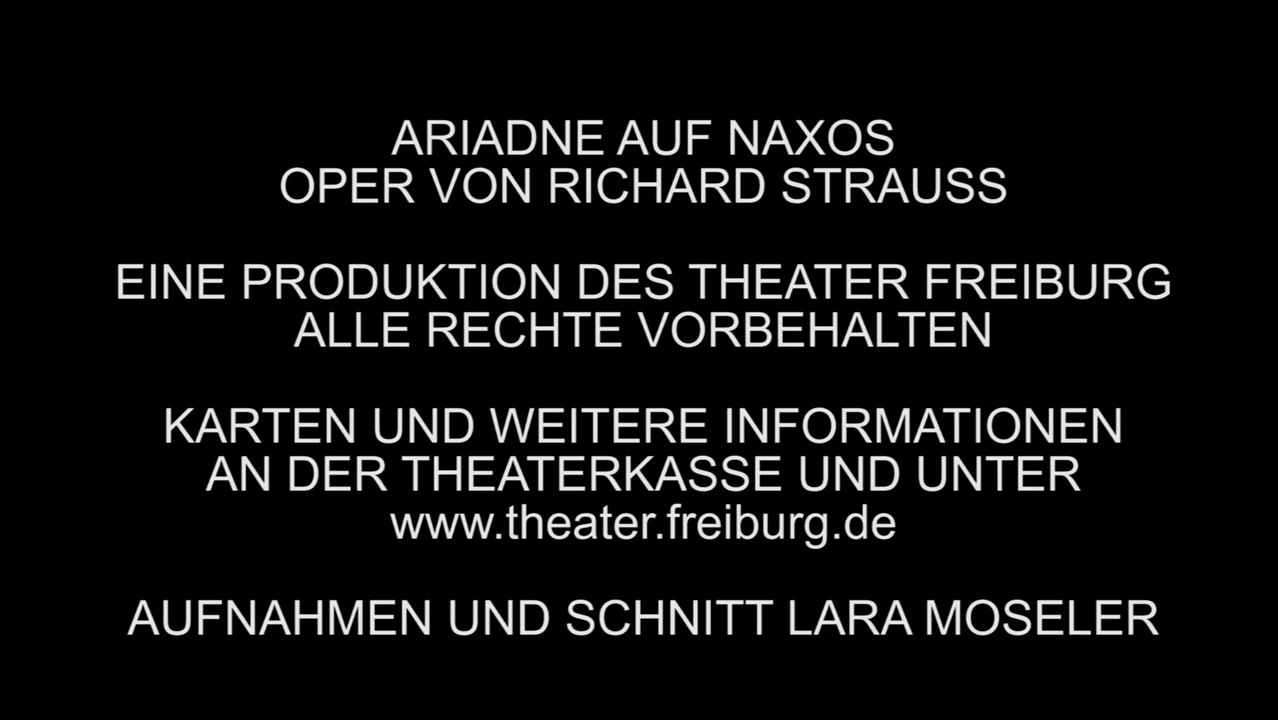 ARIADNE AUF NAXOS
OPER VON RICHARD STRAUSS
EINE PRODUKTION DES THEATER FREIBURG
ALLE RECHTE VORBEHALTEN
KARTEN UND WEITERE INFORMATIONEN
AN DER THEATERKASSE UND UNTER
www.theater.freiburg.de
AUFNAHMEN UND SCHNITT LARA MOSELER